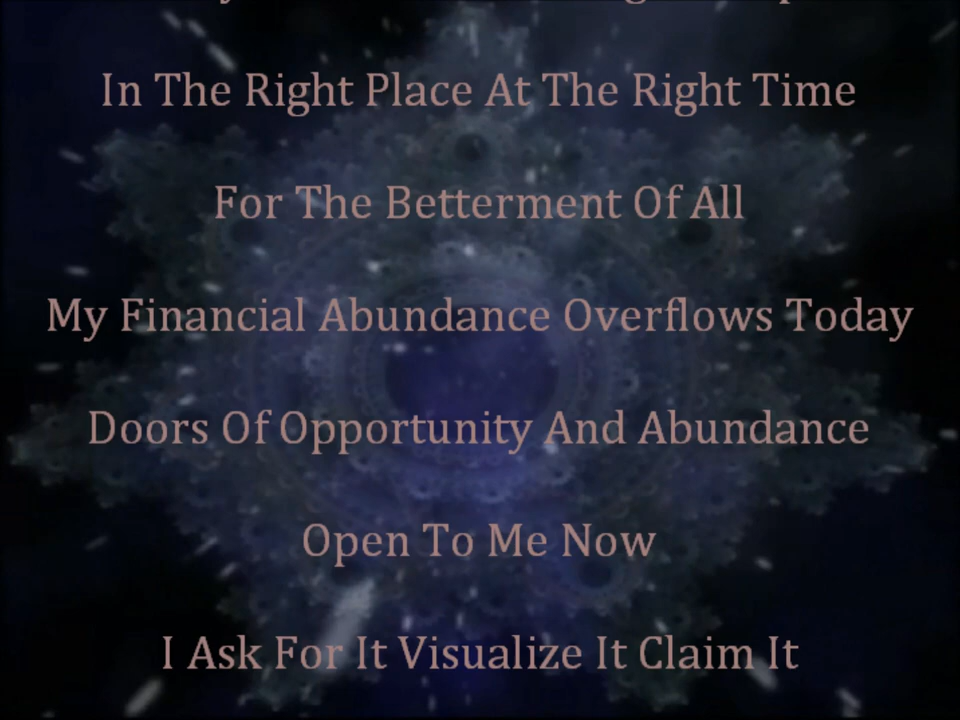 In The Right Place At The Right Time
For The Betterment Of All
My Financial Abundance Overflows Today
Doors Of Opportunity And Abundance
Open To Me Now
I Ask For It Visualize It Claim It